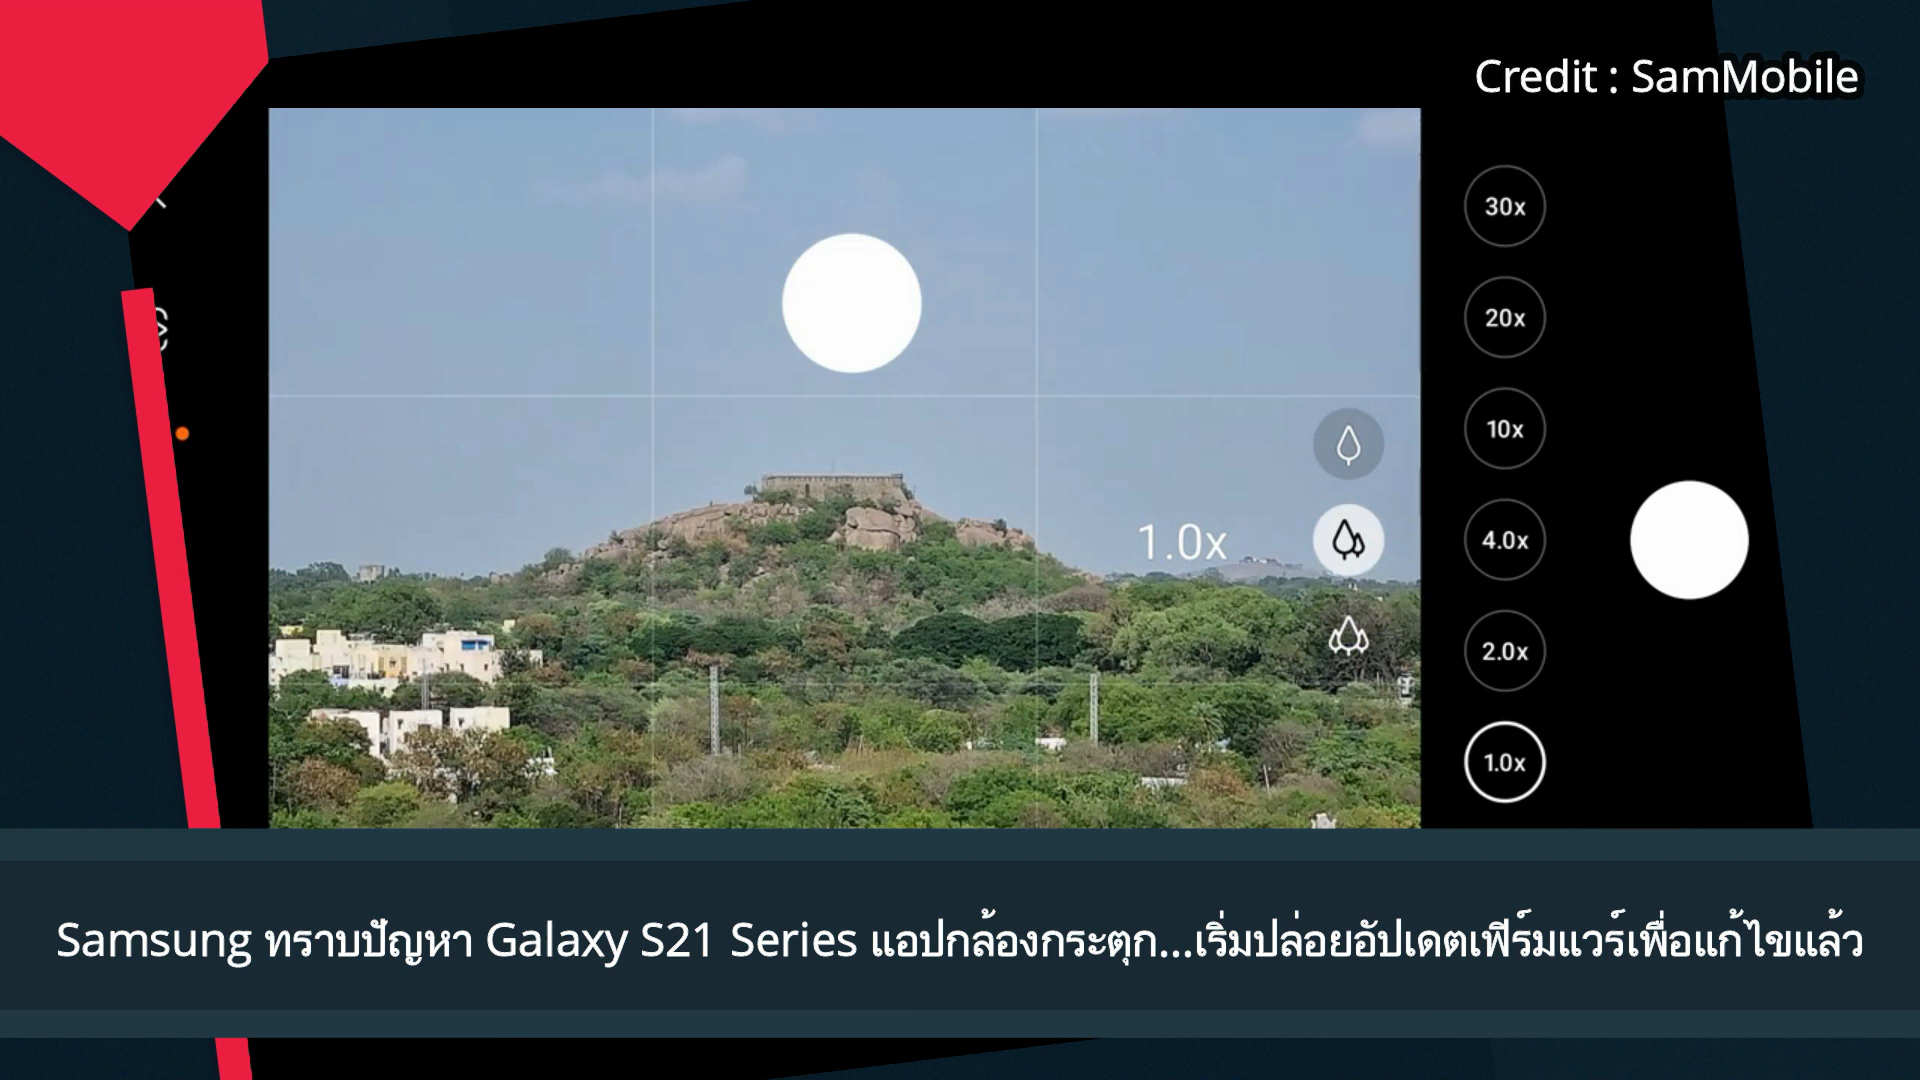 Credit : SamMobile
30x
20x
10x
4.0x
1.0x
2.0x
1.0x
Samsung ทราบปัญหา Galaxy S21 Series แอปกล้องกระตุก...เริ่มปล่อยอัปเดตเฟิร์มแวร์เพื่อแก้ไขแล้ว